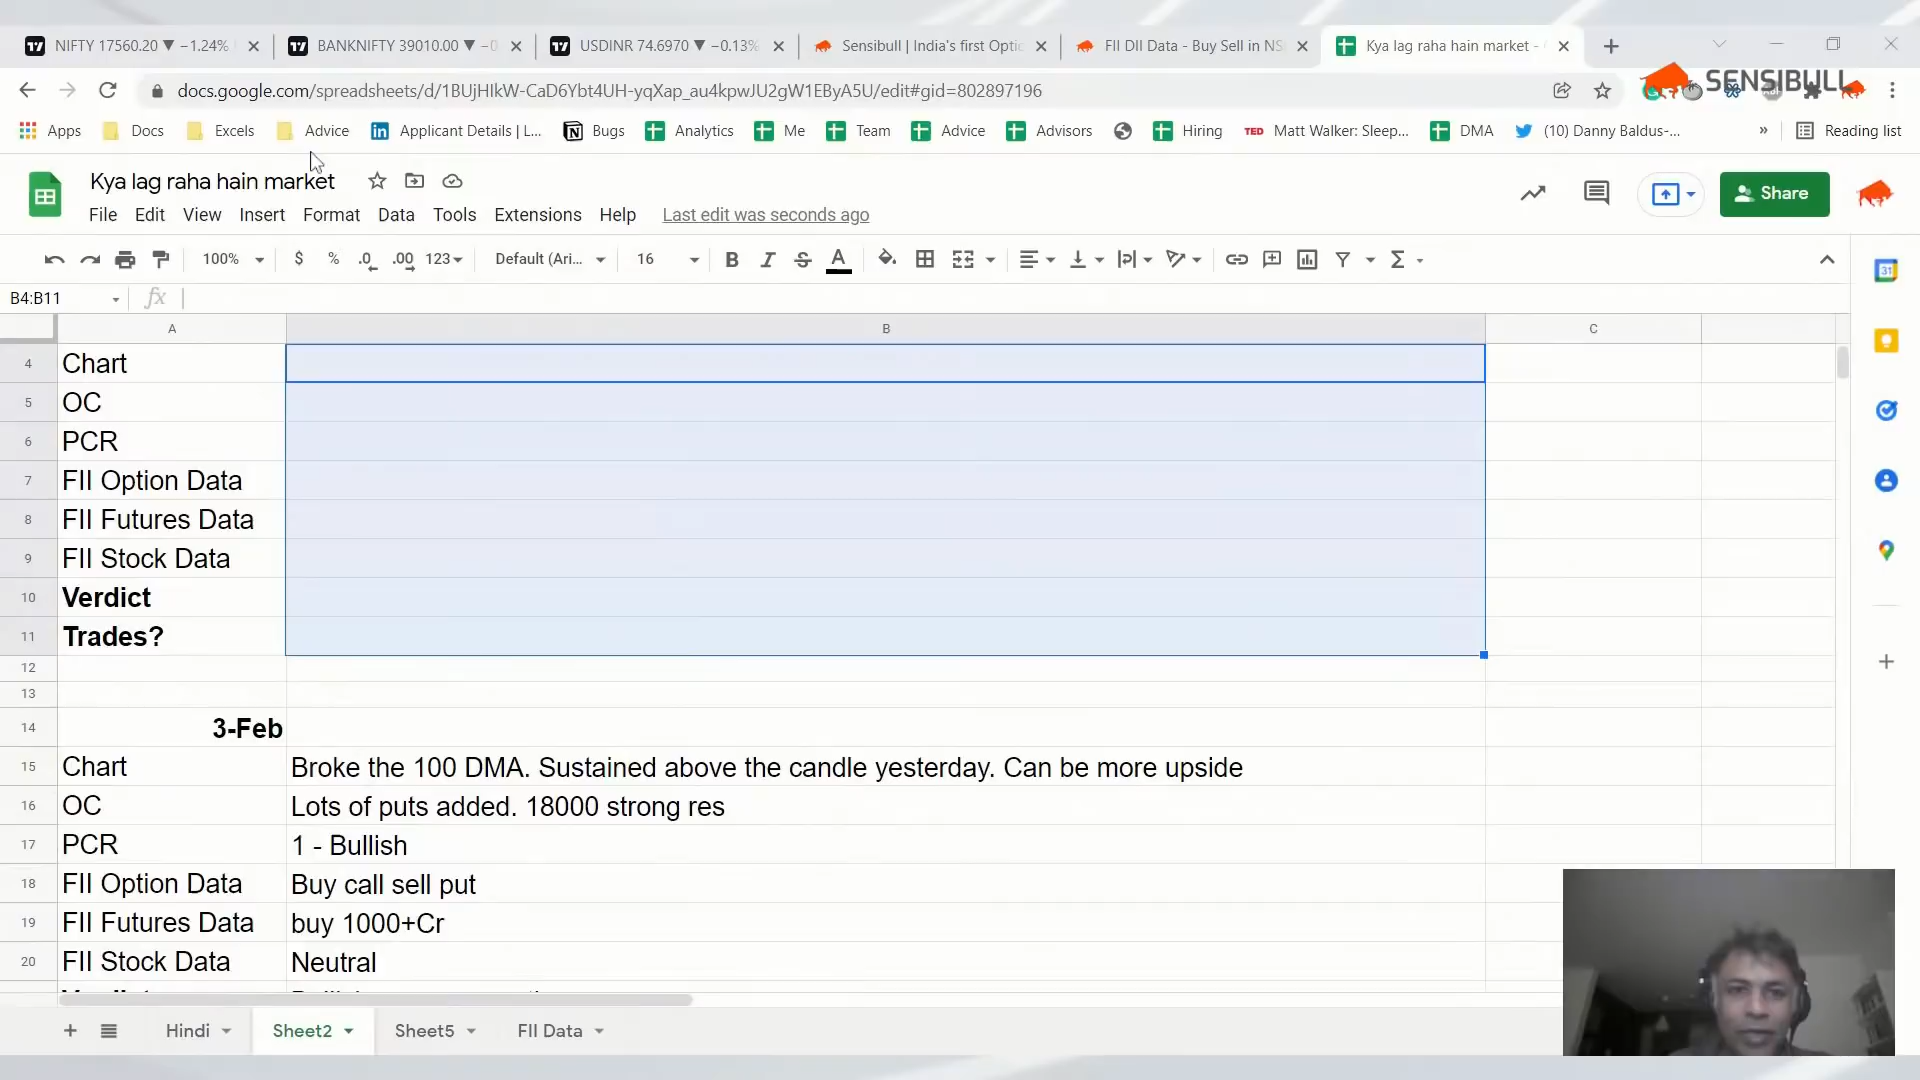 NIFTY 17560.20 ▼ −1.24%
BANKNIFTY 39010.00 ▼ −0
USDINR 74.6970 ▼ −0.13%
Sensibull | India's first Optic
FII DII Data - Buy Sell in NS
Kya lag raha hain market -
docs.google.com/spreadsheets/d/1BUjHIkW-CaD6Ybt4UH-yqXap_au4kpwJU2gW1EByA5U/edit#gid=802897196
SENSIBULL
Apps Docs Excels Advice Applicant Details | L... Bugs Analytics Me Team Advice Advisors Hiring TED Matt Walker: Sleep... DMA (10) Danny Baldus-... » Reading list
Kya lag raha hain market
File Edit View Insert Format Data Tools Extensions Help Last edit was seconds ago
Share
100% $ % .0 .00 123 Default (Ari... 16 B I S A
B4:B11 fx
A B C
4 Chart
5 OC
6 PCR
7 FII Option Data
8 FII Futures Data
9 FII Stock Data
10 Verdict
11 Trades?
12
13
14 3-Feb
15 Chart Broke the 100 DMA. Sustained above the candle yesterday. Can be more upside
16 OC Lots of puts added. 18000 strong res
17 PCR 1 - Bullish
18 FII Option Data Buy call sell put
19 FII Futures Data buy 1000+Cr
20 FII Stock Data Neutral
Hindi Sheet2 Sheet5 FII Data